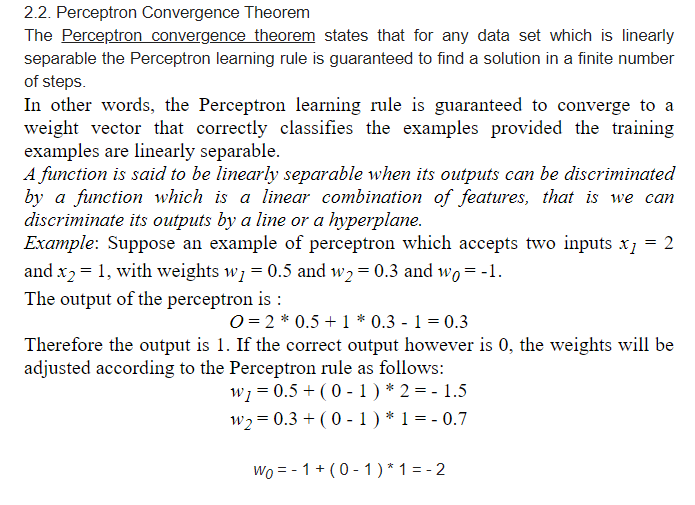 2.2. Perceptron Convergence Theorem
The Perceptron convergence theorem states that for any data set which is linearly
separable the Perceptron learning rule is guaranteed to find a solution in a finite number
of steps.
In other words, the Perceptron learning rule is guaranteed to converge to a
weight vector that correctly classifies the examples provided the training
examples are linearly separable.
A function is said to be linearly separable when its outputs can be discriminated
by a function which is a linear combination of features, that is we can
discriminate its outputs by a line or a hyperplane.
Example: Suppose an example of perceptron which accepts two inputs x1 = 2
and x2 = 1, with weights w1 = 0.5 and w2 = 0.3 and w0 = -1.
The output of the perceptron is :
O = 2 * 0.5 + 1 * 0.3 - 1 = 0.3
Therefore the output is 1. If the correct output however is 0, the weights will be
adjusted according to the Perceptron rule as follows:
w1 = 0.5 + ( 0 - 1 ) * 2 = - 1.5
w2 = 0.3 + ( 0 - 1 ) * 1 = - 0.7
w0 = - 1 + ( 0 - 1 ) * 1 = - 2